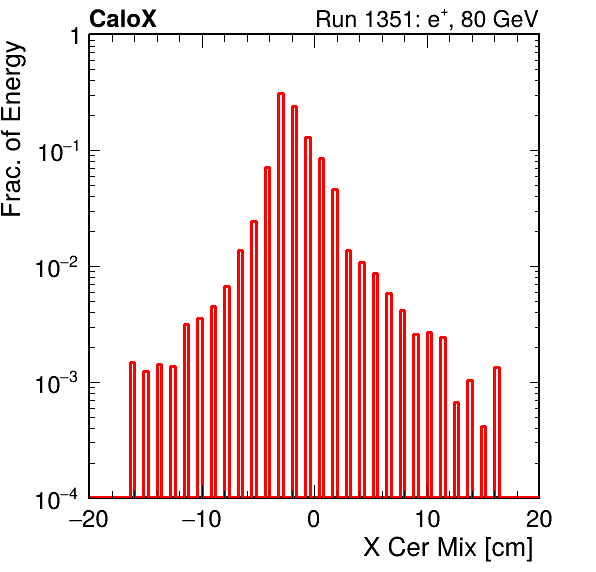 CaloX Run 1351: e⁺, 80 GeV
Frac. of Energy
1
10⁻¹
10⁻²
10⁻³
10⁻⁴
−20 −10 0 10 20
X Cer Mix [cm]